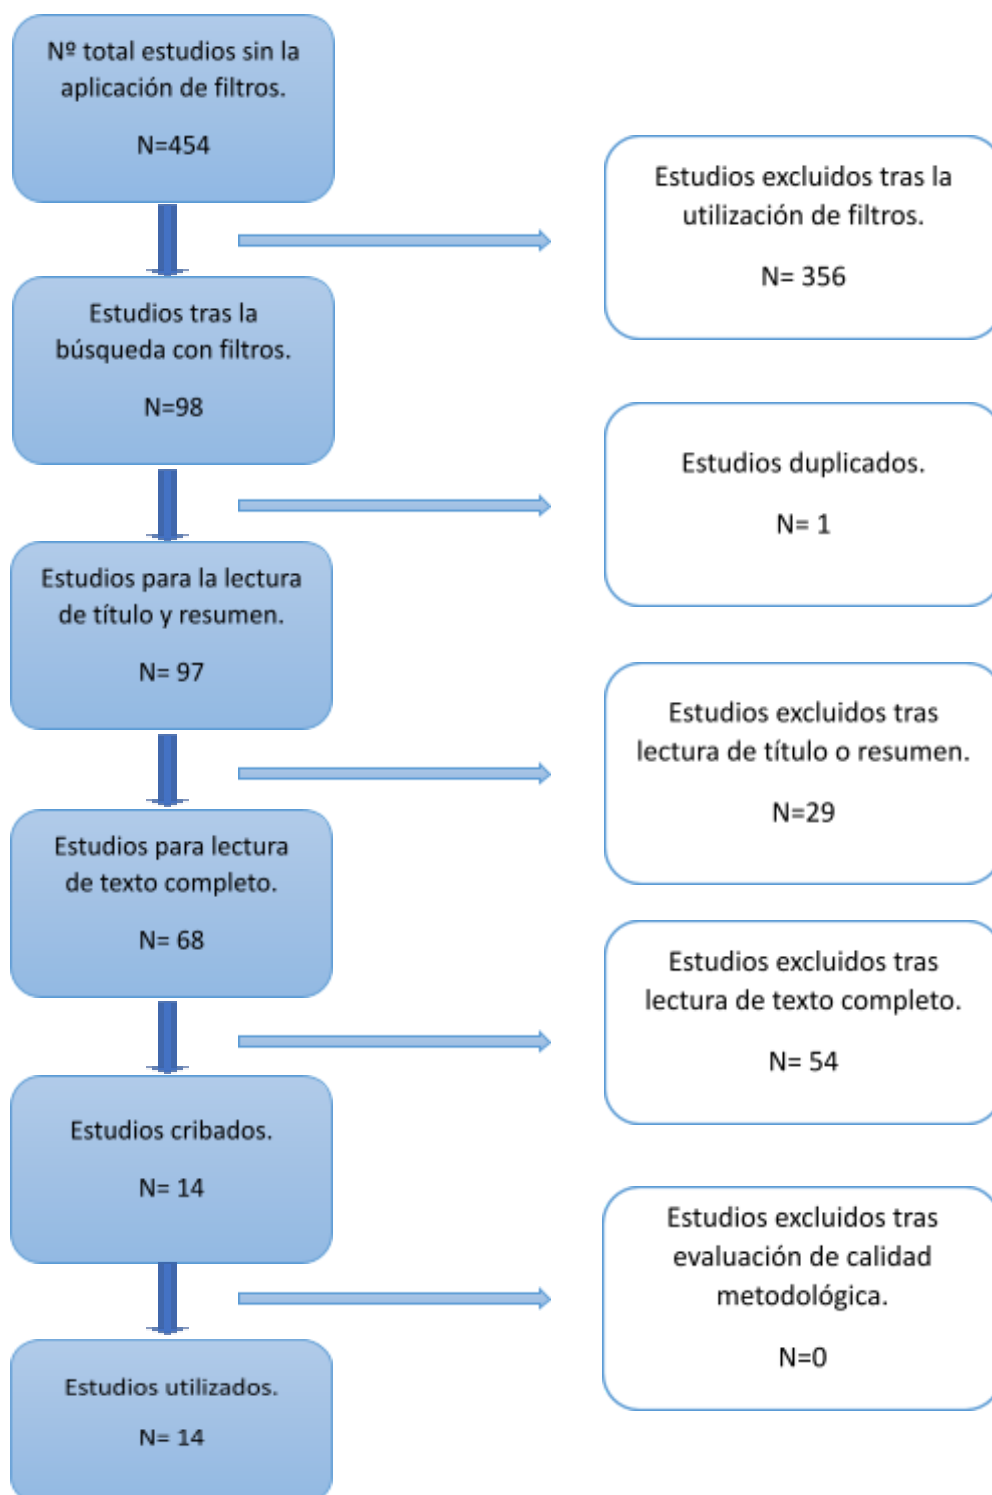 Nº total estudios sin la
aplicación de filtros.
N=454
Estudios excluidos tras la
utilización de filtros.
N= 356
Estudios tras la
búsqueda con filtros.
N=98
Estudios duplicados.
N= 1
Estudios para la lectura
de título y resumen.
N= 97
Estudios excluidos tras
lectura de título o resumen.
N=29
Estudios para lectura
de texto completo.
N= 68
Estudios excluidos tras
lectura de texto completo.
N= 54
Estudios cribados.
N= 14
Estudios excluidos tras
evaluación de calidad
metodológica.
N=0
Estudios utilizados.
N= 14